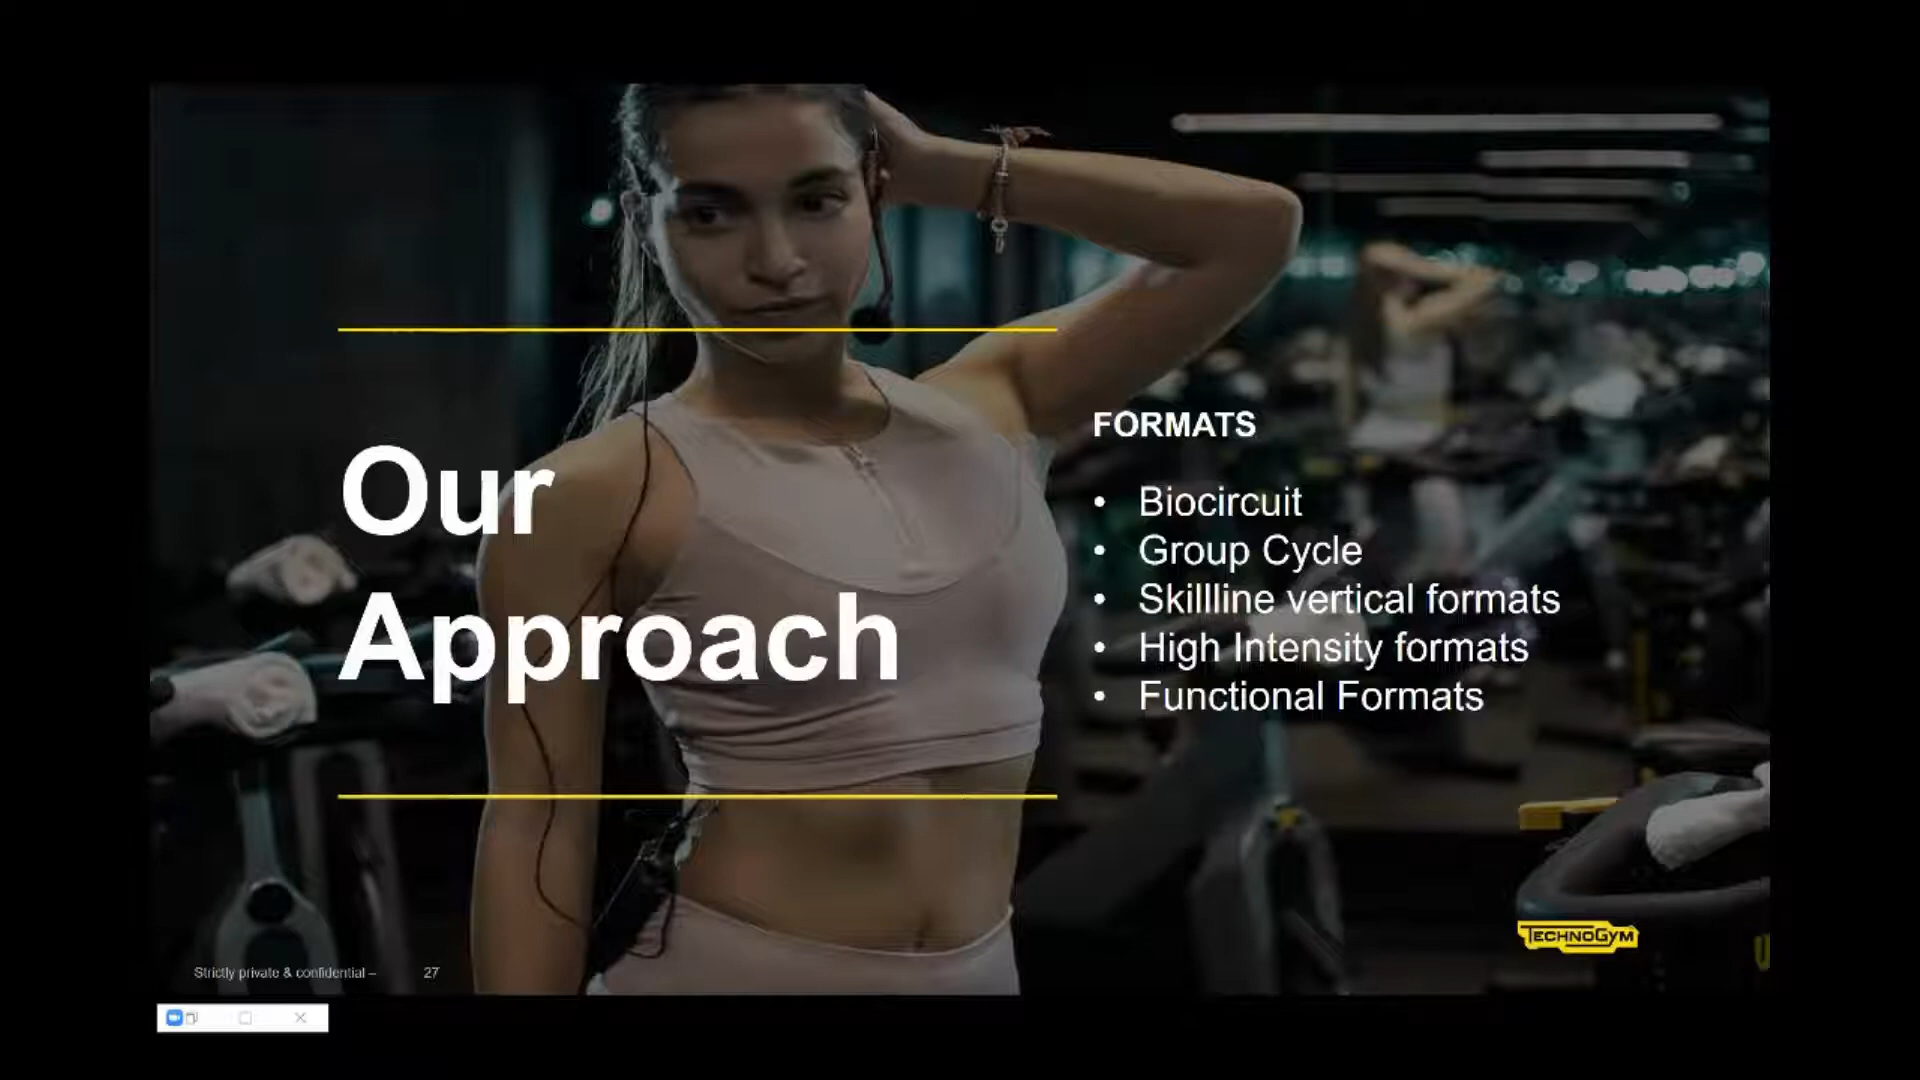 Our
Approach
FORMATS
• Biocircuit
• Group Cycle
• Skillline vertical formats
• High Intensity formats
• Functional Formats
TECHNOGYM
Strictly private & confidential – 27